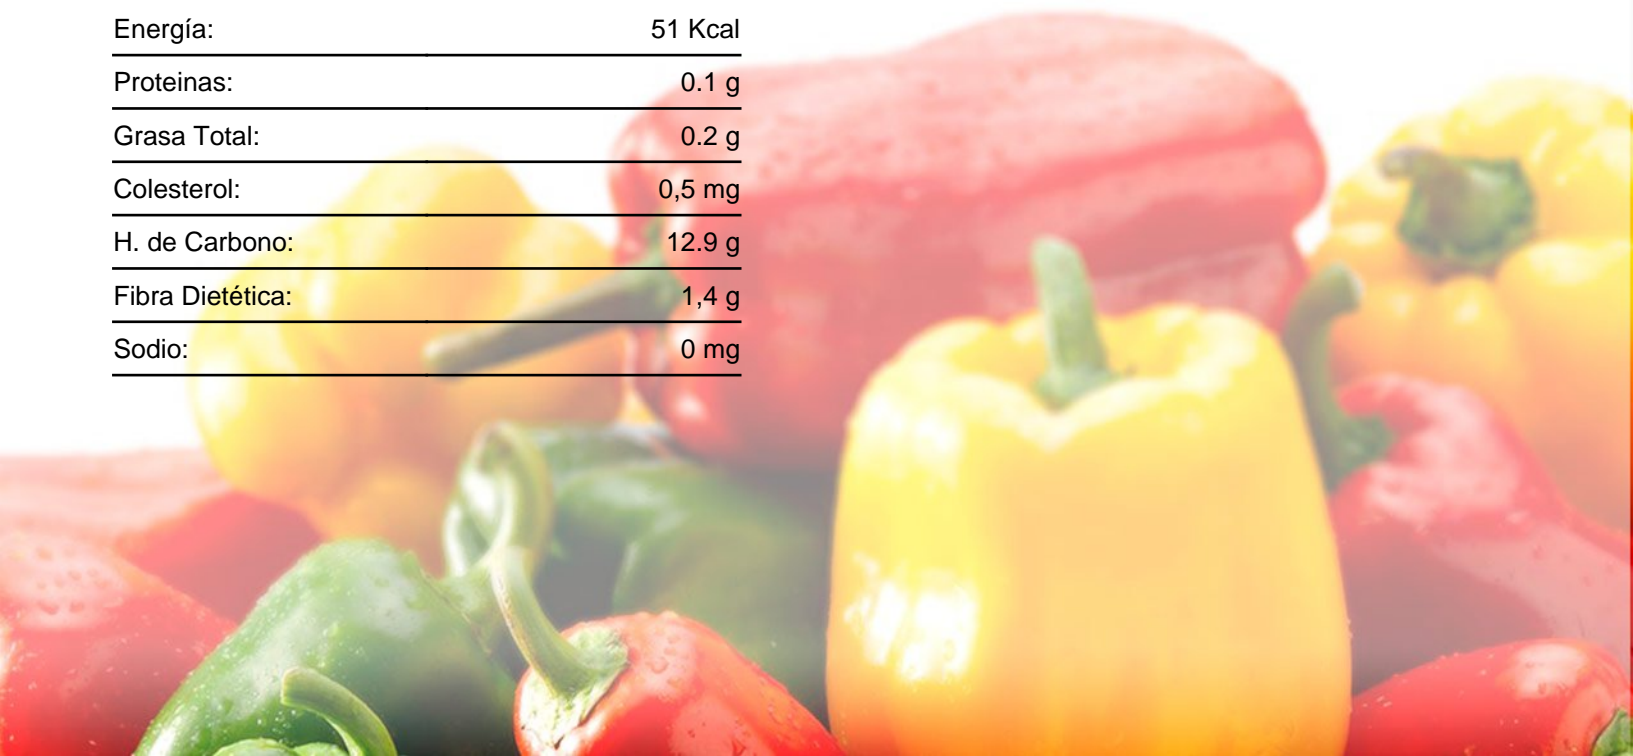 Energía: 51 Kcal
Proteinas: 0.1 g
Grasa Total: 0.2 g
Colesterol: 0,5 mg
H. de Carbono: 12.9 g
Fibra Dietética: 1,4 g
Sodio: 0 mg